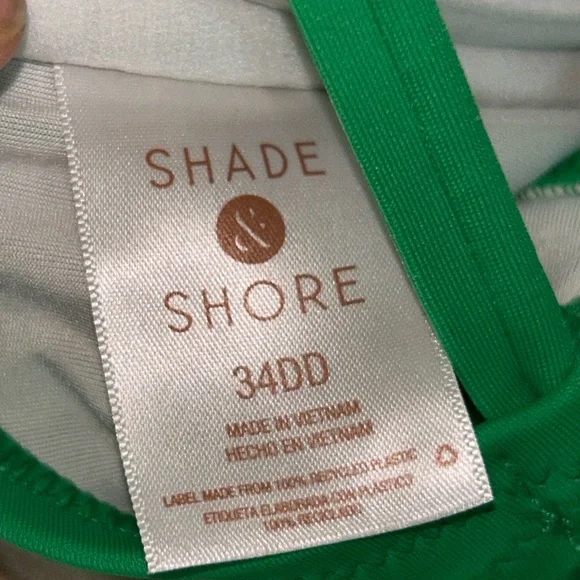 SHADE
&
SHORE
34DD
MADE IN VIETNAM
HECHO EN VIETNAM
LABEL MADE FROM 100% RECYCLED PLASTIC
ETIQUETA ELABORADA CON PLASTICO
100% RECICLADO